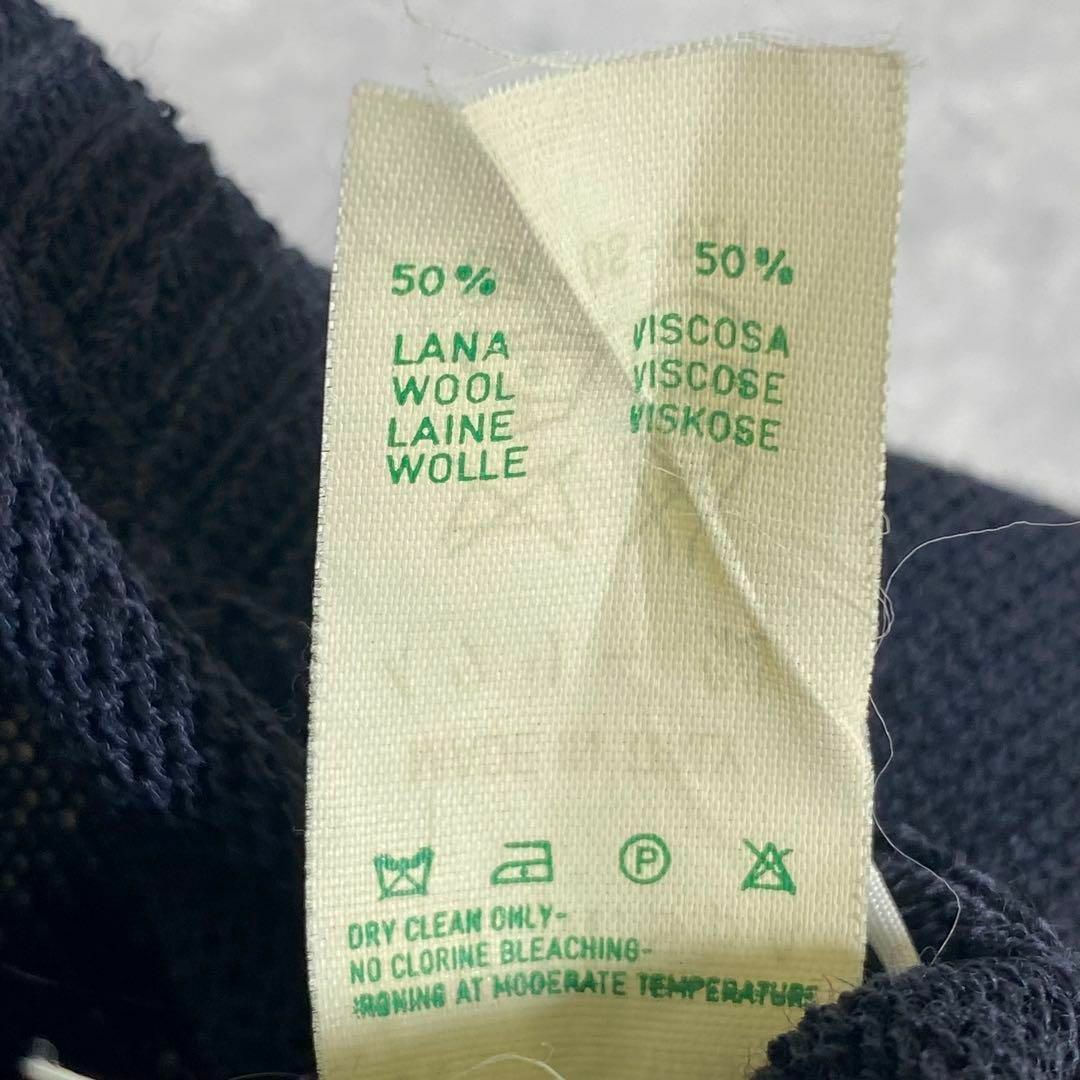 50%
LANA
WOOL
LAINE
WOLLE
50%
VISCOSA
VISCOSE
VISKOSE
P
DRY CLEAN ONLY-
NO CLORINE BLEACHING-
IRONING AT MODERATE TEMPERATURE